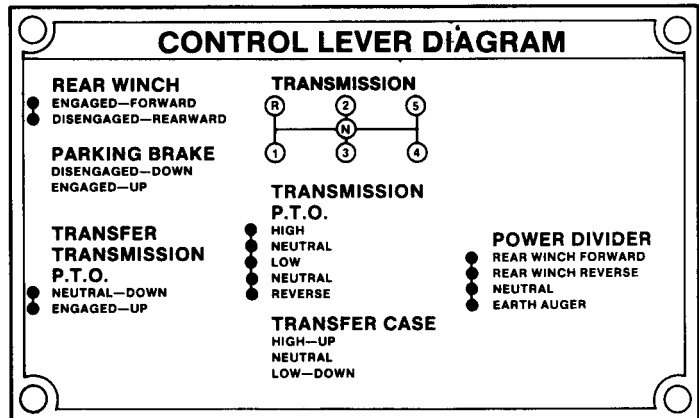 CONTROL LEVER DIAGRAM
REAR WINCH
ENGAGED—FORWARD
DISENGAGED—REARWARD
PARKING BRAKE
DISENGAGED—DOWN
ENGAGED—UP
TRANSFER
TRANSMISSION
P.T.O.
NEUTRAL—DOWN
ENGAGED—UP
TRANSMISSION
R 2 5
N
1 3 4
TRANSMISSION
P.T.O.
HIGH
NEUTRAL
LOW
NEUTRAL
REVERSE
TRANSFER CASE
HIGH—UP
NEUTRAL
LOW—DOWN
POWER DIVIDER
REAR WINCH FORWARD
REAR WINCH REVERSE
NEUTRAL
EARTH AUGER